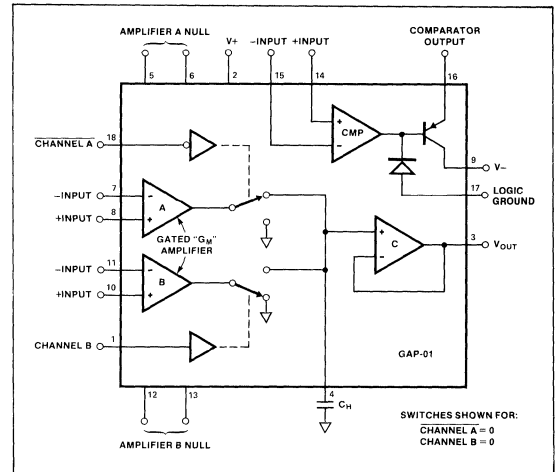 AMPLIFIER A NULL
V+
–INPUT
+INPUT
COMPARATOR
OUTPUT
5
6
2
15
14
16
18
CHANNEL A
+
CMP
–
9
V–
17
LOGIC
GROUND
–INPUT
7
–
A
+INPUT
8
+
GATED "GM"
AMPLIFIER
+
C
3
VOUT
–
–INPUT
11
–
B
+INPUT
10
+
CHANNEL B
1
GAP-01
12
13
4
CH
AMPLIFIER B NULL
SWITCHES SHOWN FOR:
CHANNEL A = 0
CHANNEL B = 0